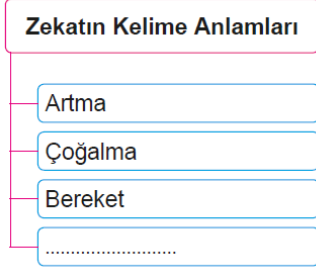 Zekatın Kelime Anlamları
Artma
Çoğalma
Bereket
..........................